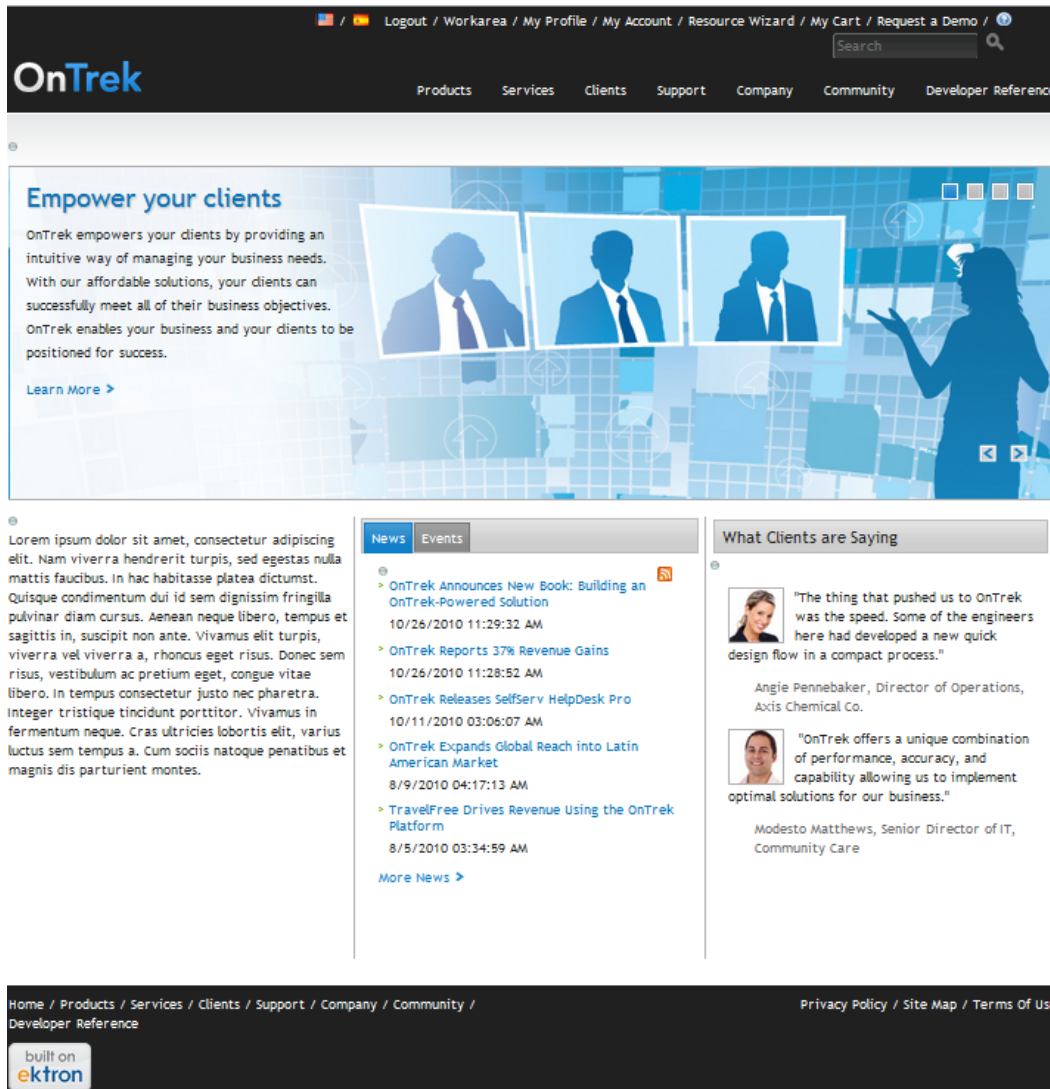 / Logout / Workarea / My Profile / My Account / Resource Wizard / My Cart / Request a Demo /
Search
OnTrek
Products Services Clients Support Company Community Developer Reference
Empower your clients
OnTrek empowers your clients by providing an
intuitive way of managing your business needs.
With our affordable solutions, your clients can
successfully meet all of their business objectives.
OnTrek enables your business and your clients to be
positioned for success.
Learn More >
Lorem ipsum dolor sit amet, consectetur adipiscing
elit. Nam viverra hendrerit turpis, sed egestas nulla
mattis faucibus. In hac habitasse platea dictumst.
Quisque condimentum dui id sem dignissim fringilla
pulvinar diam cursus. Aenean neque libero, tempus et
sagittis in, suscipit non ante. Vivamus elit turpis,
viverra vel viverra a, rhoncus eget risus. Donec sem
risus, vestibulum ac pretium eget, congue vitae
libero. In tempus consectetur justo nec pharetra.
Integer tristique tincidunt porttitor. Vivamus in
fermentum neque. Cras ultricies lobortis elit, varius
luctus sem tempus a. Cum sociis natoque penatibus et
magnis dis parturient montes.
News Events
> OnTrek Announces New Book: Building an
OnTrek-Powered Solution
10/26/2010 11:29:32 AM
> OnTrek Reports 37% Revenue Gains
10/26/2010 11:28:52 AM
> OnTrek Releases SelfServ HelpDesk Pro
10/11/2010 03:06:07 AM
> OnTrek Expands Global Reach into Latin
American Market
8/9/2010 04:17:13 AM
> TravelFree Drives Revenue Using the OnTrek
Platform
8/5/2010 03:34:59 AM
More News >
What Clients are Saying
"The thing that pushed us to OnTrek
was the speed. Some of the engineers
here had developed a new quick
design flow in a compact process."
Angie Pennebaker, Director of Operations,
Axis Chemical Co.
"OnTrek offers a unique combination
of performance, accuracy, and
capability allowing us to implement
optimal solutions for our business."
Modesto Matthews, Senior Director of IT,
Community Care
Home / Products / Services / Clients / Support / Company / Community /
Developer Reference
Privacy Policy / Site Map / Terms Of Us
built on
ektron